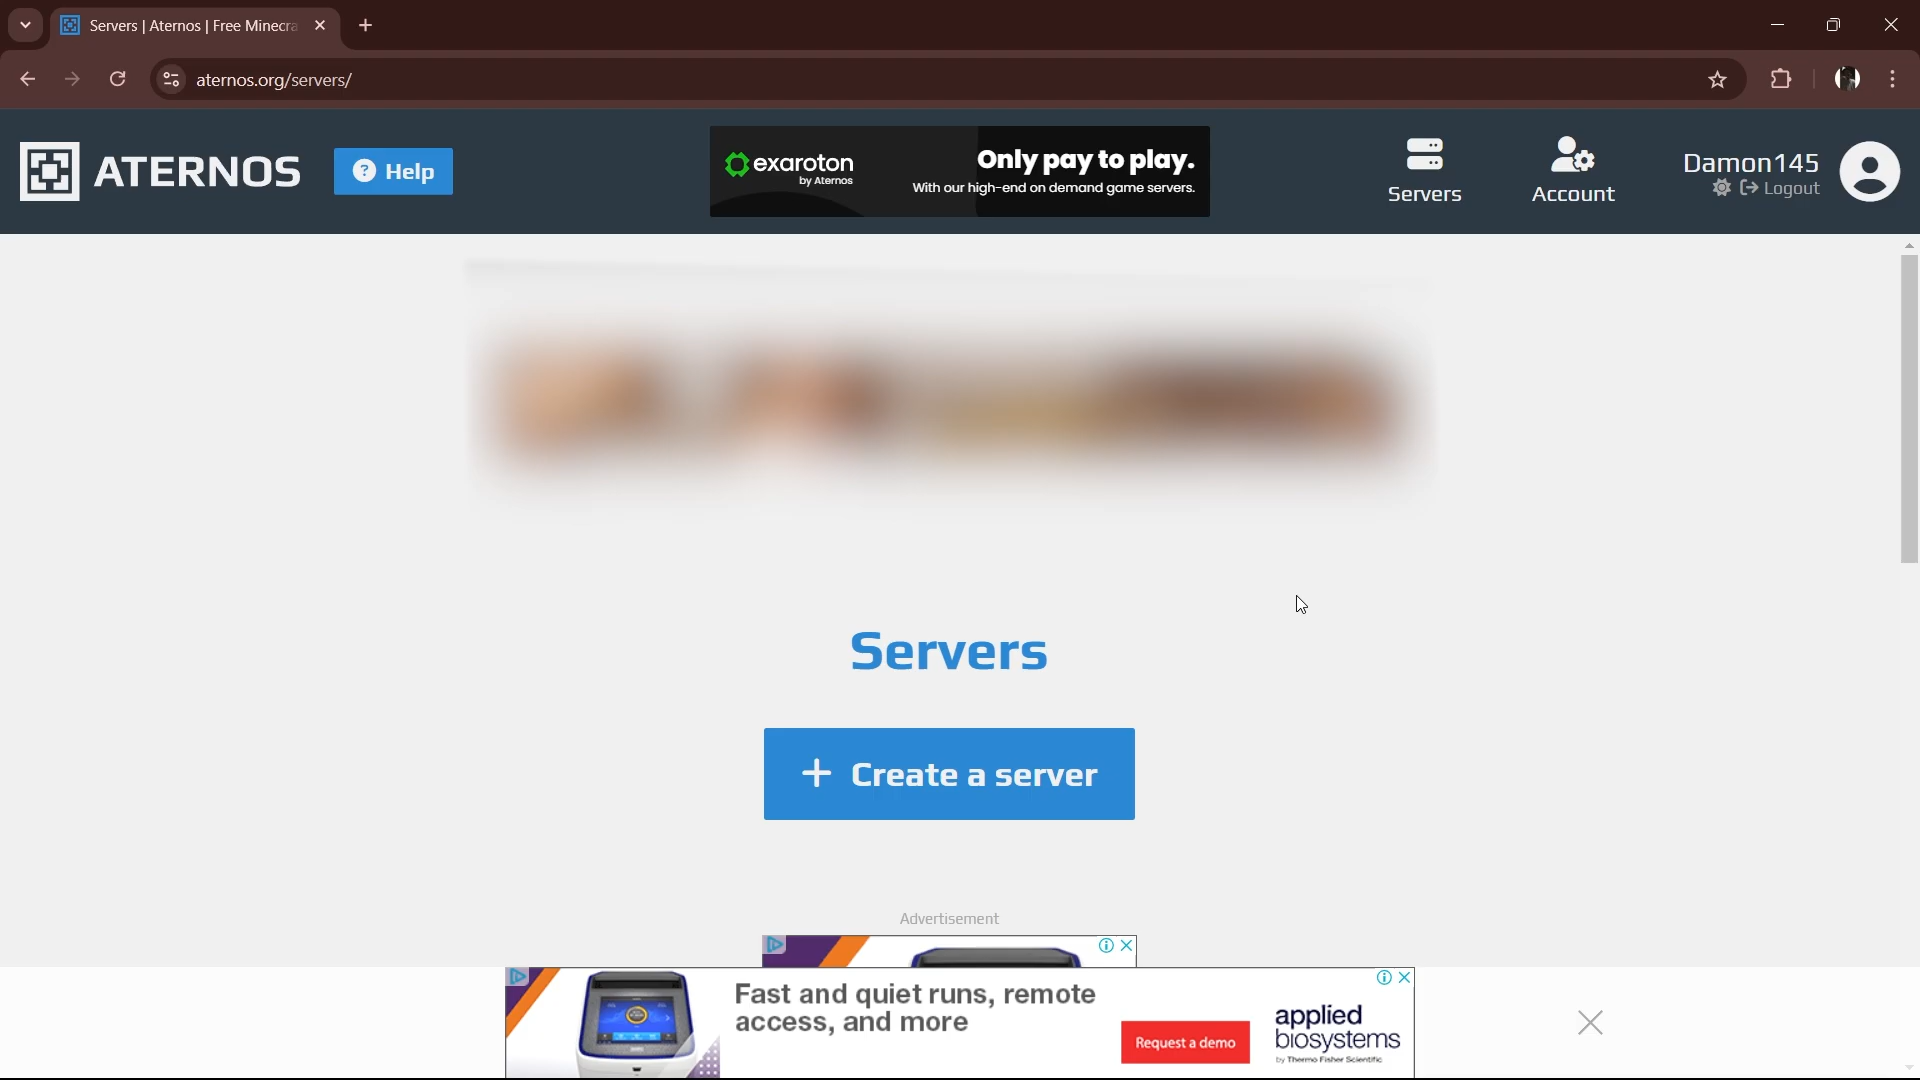 Servers | Aternos | Free Minecra
aternos.org/servers/
ATERNOS
Help
exaroton
by Aternos
Only pay to play.
With our high-end on demand game servers.
Servers
Account
Damon145
Logout
Servers
+ Create a server
Advertisement
Fast and quiet runs, remote
access, and more
Request a demo
applied
biosystems
by Thermo Fisher Scientific